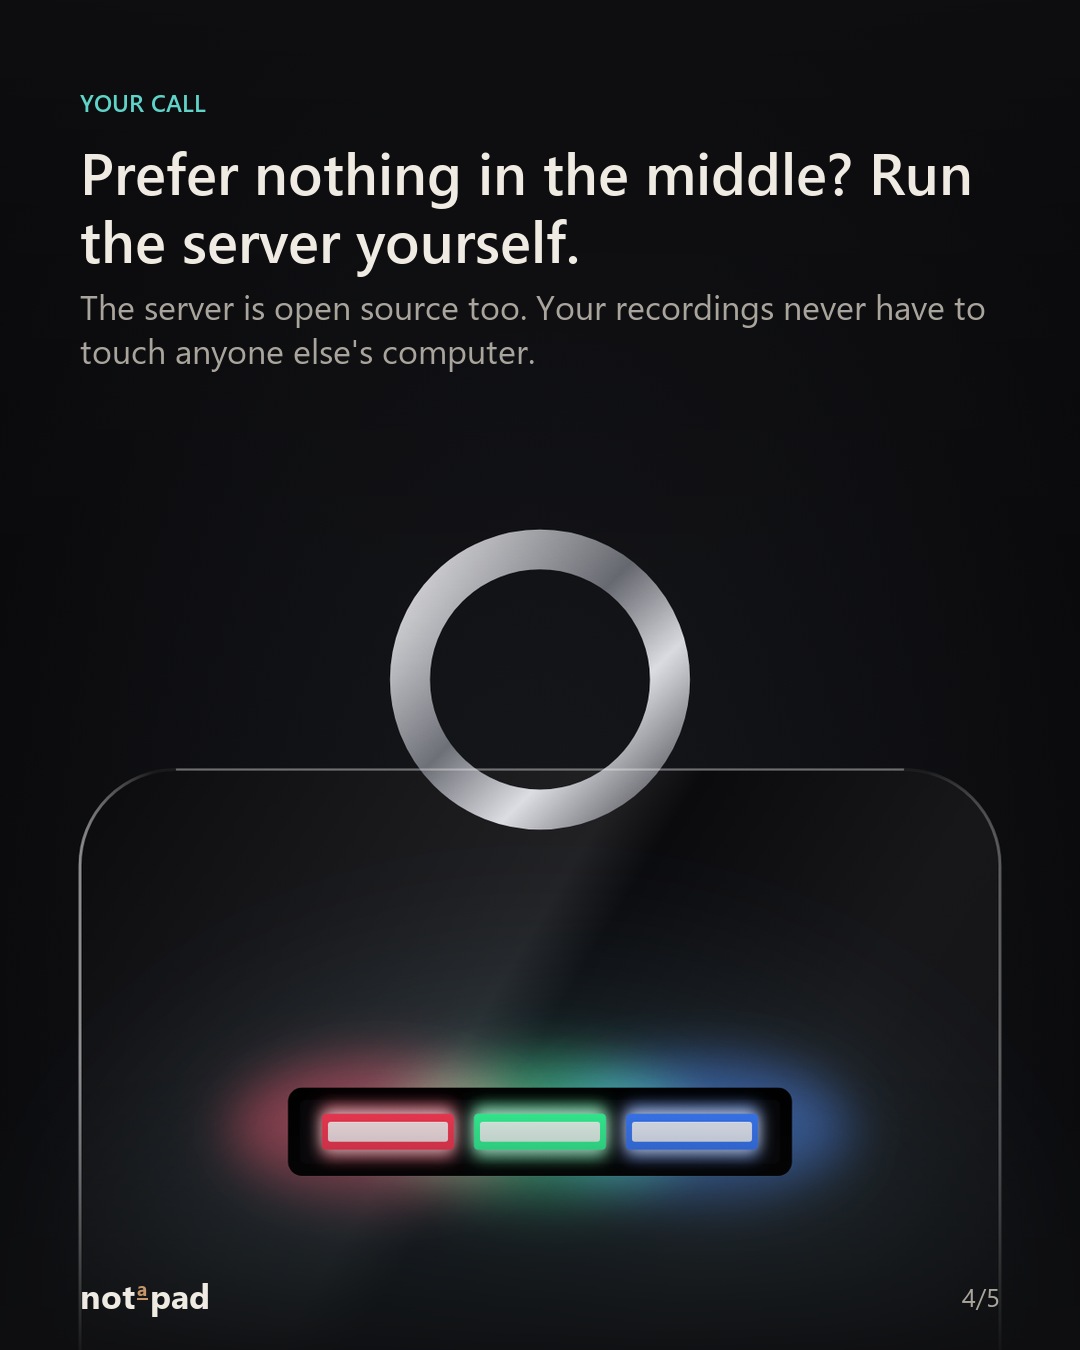 YOUR CALL
Prefer nothing in the middle? Run
the server yourself.
The server is open source too. Your recordings never have to
touch anyone else's computer.
notapad
4/5